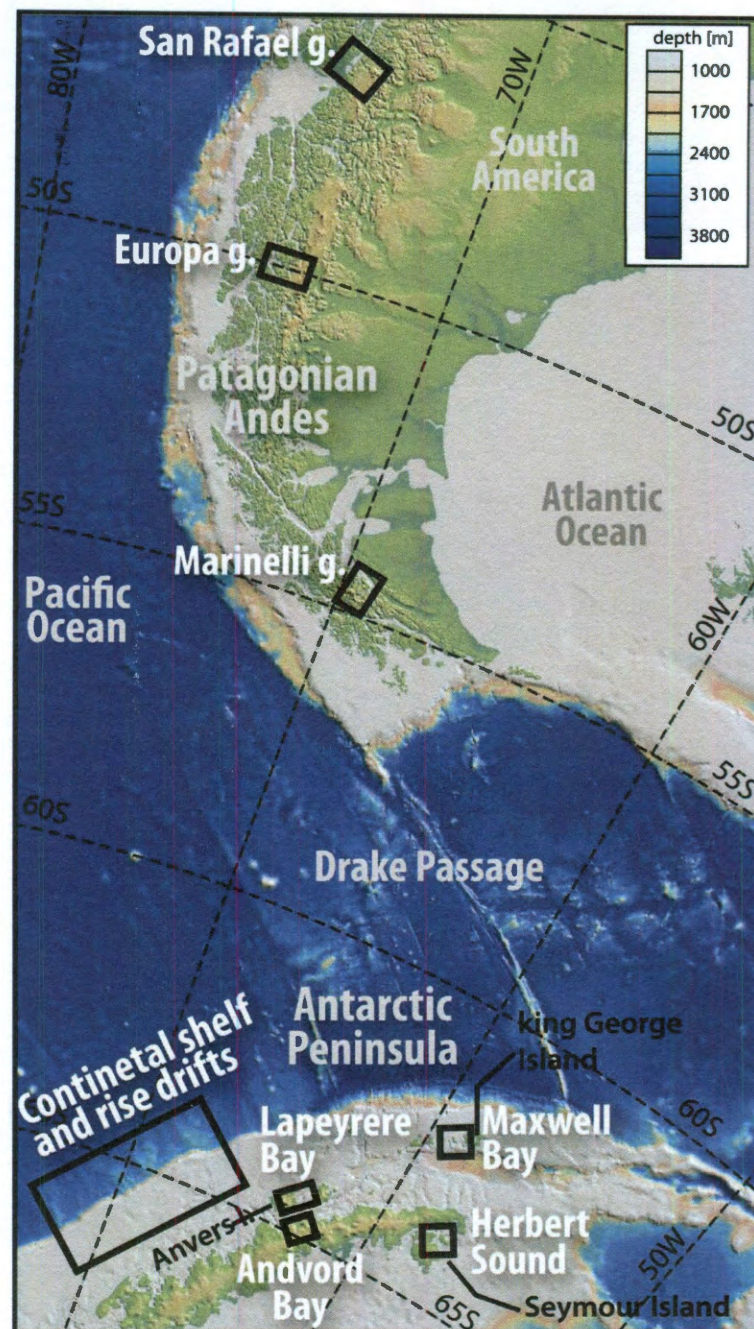 San Rafael g.
80W
70W
depth [m]
1000
1700
2400
3100
3800
South
America
50S
Europa g.
Patagonian
Andes
50S
55S
Atlantic
Ocean
Marinelli g.
Pacific
Ocean
60W
55S
60S
Drake Passage
Antarctic
Peninsula
king George
Island
Continetal shelf
and rise drifts
Lapeyrere
Bay
Maxwell
Bay
60S
Anvers I.
Andvord
Bay
Herbert
Sound
50W
65S
Seymour Island